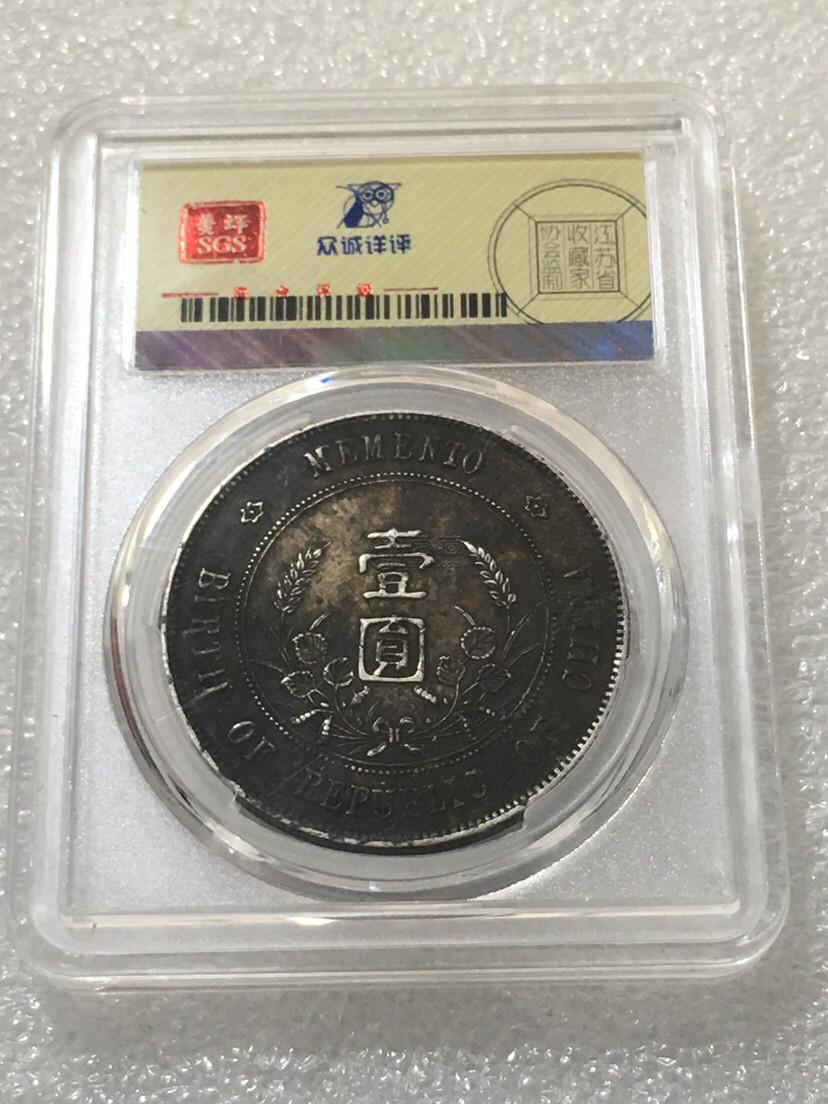 美评
SGS
众诚详评
江苏省
收藏家
协会
MEMENTO
壹
圓
BIRTH OF REPUBLIC OF CHINA